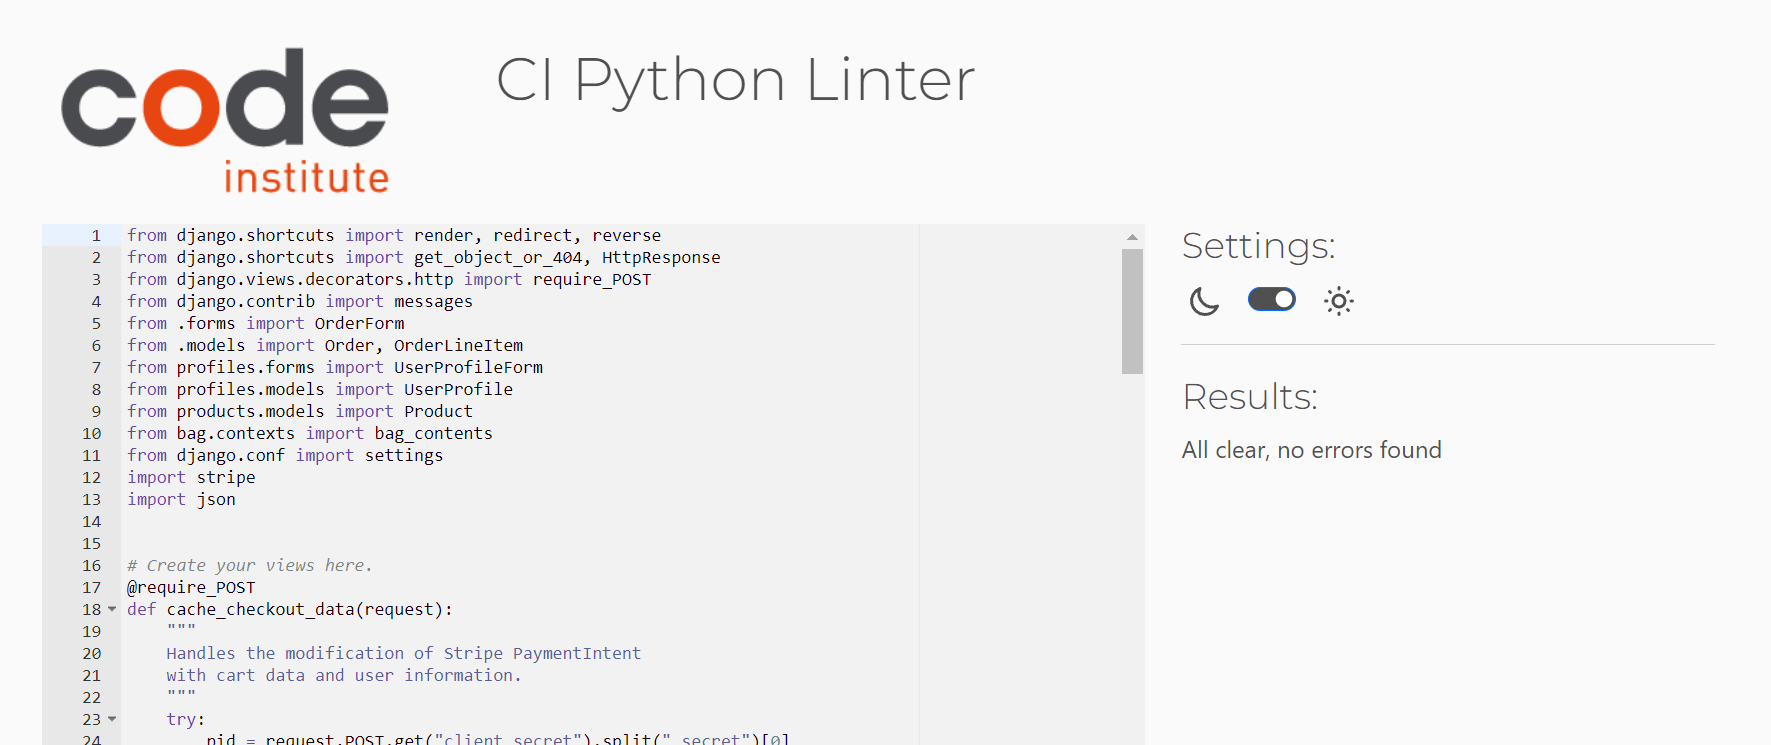 code
institute
CI Python Linter
1 from django.shortcuts import render, redirect, reverse
2 from django.shortcuts import get_object_or_404, HttpResponse
3 from django.views.decorators.http import require_POST
4 from django.contrib import messages
5 from .forms import OrderForm
6 from .models import Order, OrderLineItem
7 from profiles.forms import UserProfileForm
8 from profiles.models import UserProfile
9 from products.models import Product
10 from bag.contexts import bag_contents
11 from django.conf import settings
12 import stripe
13 import json
14
15
16 # Create your views here.
17 @require_POST
18 def cache_checkout_data(request):
19 """
20 Handles the modification of Stripe PaymentIntent
21 with cart data and user information.
22 """
23 try:
24 pid = request.POST.get("client_secret").split("_secret")[0]
Settings:
Results:
All clear, no errors found